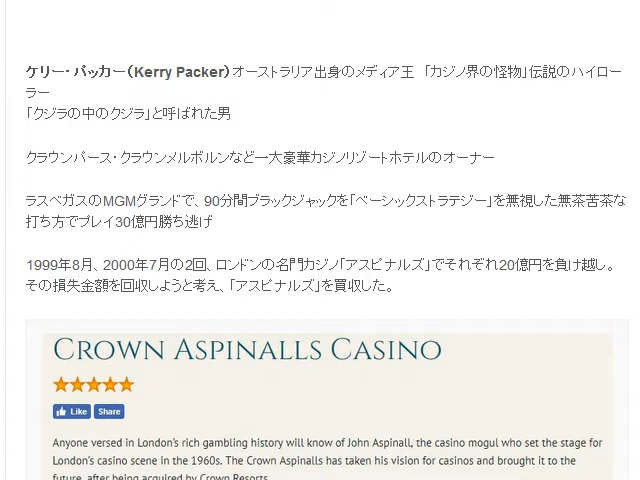 ケリー・パッカー（Kerry Packer）オーストラリア出身のメディア王　「カジノ界の怪物」伝説のハイロー
ラー
「クジラの中のクジラ」と呼ばれた男
クラウンパース・クラウンメルボルンなど一大豪華カジノリゾートホテルのオーナー
ラスベガスのMGMグランドで、90分間ブラックジャックを「ベーシックストラテジー」を無視した無茶苦茶な
打ち方でプレイ30億円勝ち逃げ
1999年8月、2000年7月の2回、ロンドンの名門カジノ「アスピナルズ」でそれぞれ20億円を負け越し。
その損失金額を回収しようと考え、「アスピナルズ」を買収した。
Crown Aspinalls Casino
Like Share
Anyone versed in London's rich gambling history will know of John Aspinall, the casino mogul who set the stage for
London's casino scene in the 1960s. The Crown Aspinalls has taken his vision for casinos and brought it to the
future, after being acquired by Crown Resorts.